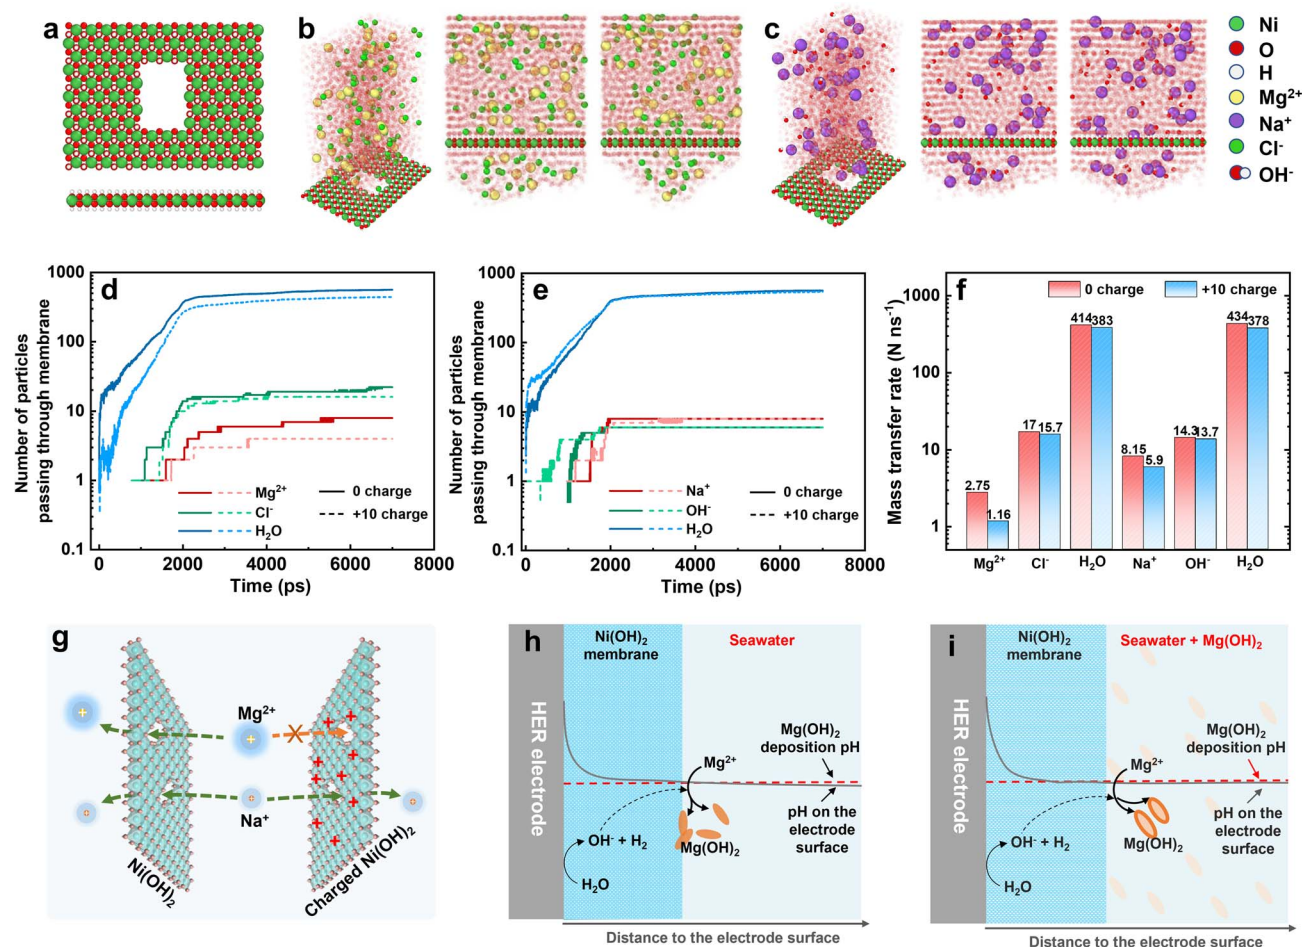 a
b
c
Ni
O
H
Mg²⁺
Na⁺
Cl⁻
OH⁻
d
Number of particles
passing through membrane
1000
100
10
1
0.1
0
2000
4000
6000
8000
Time (ps)
Mg²⁺
Cl⁻
H₂O
0 charge
+10 charge
e
Number of particles
passing through membrane
1000
100
10
1
0.1
0
2000
4000
6000
8000
Time (ps)
Na⁺
OH⁻
H₂O
0 charge
+10 charge
f
Mass transfer rate (N ns⁻¹)
1000
100
10
1
0 charge
+10 charge
2.75
1.16
17
15.7
414
383
8.15
5.9
14.3
13.7
434
378
Mg²⁺
Cl⁻
H₂O
Na⁺
OH⁻
H₂O
g
Mg²⁺
Na⁺
Ni(OH)₂
Charged Ni(OH)₂
h
HER electrode
Ni(OH)₂
membrane
Seawater
Mg(OH)₂
deposition pH
Mg²⁺
pH on the
electrode
surface
OH⁻ + H₂
Mg(OH)₂
H₂O
Distance to the electrode surface
i
HER electrode
Ni(OH)₂
membrane
Seawater + Mg(OH)₂
Mg(OH)₂
deposition pH
Mg²⁺
pH on the
electrode
surface
OH⁻ + H₂
Mg(OH)₂
H₂O
Distance to the electrode surface